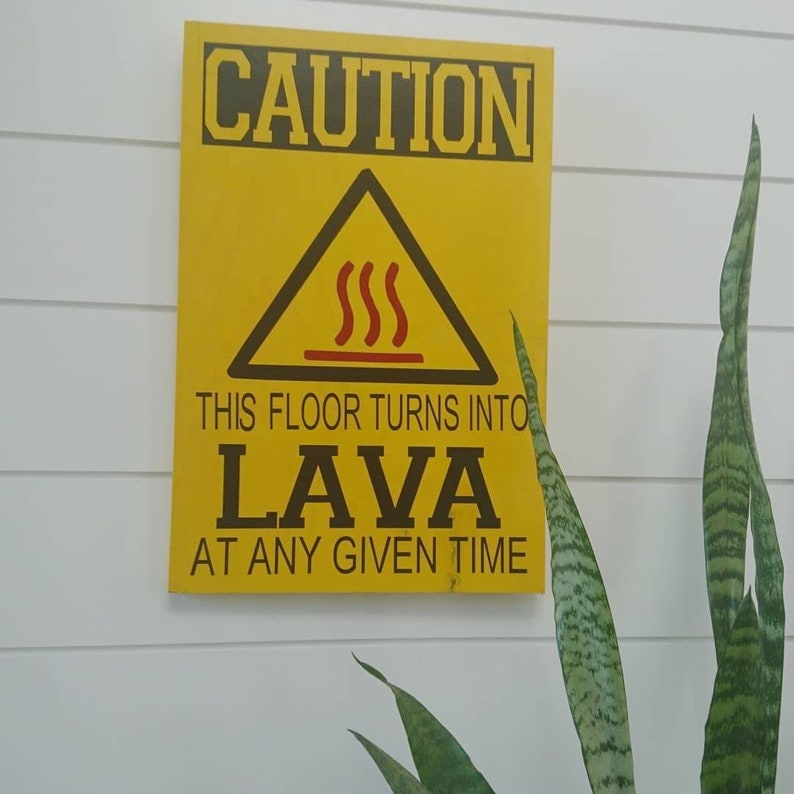 CAUTION
THIS FLOOR TURNS INTO
LAVA
AT ANY GIVEN TIME